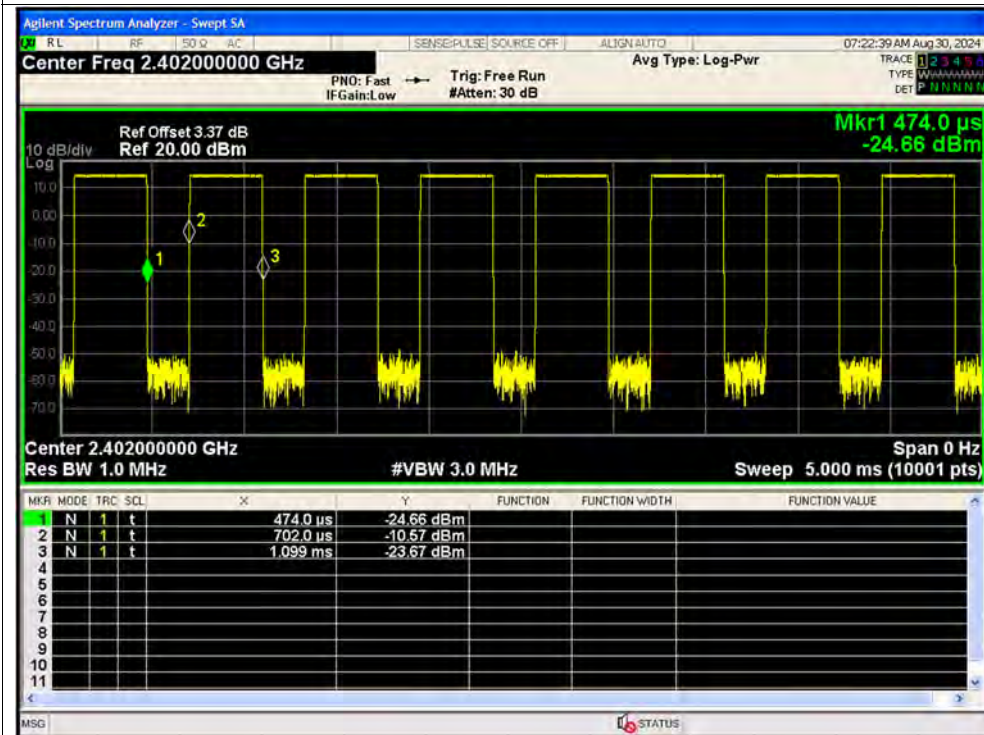 Agilent Spectrum Analyzer - Swept SA
RL RF 50 Ω AC SENSE:PULSE SOURCE OFF ALIGN AUTO 07:22:39 AM Aug 30, 2024
Center Freq 2.402000000 GHz Avg Type: Log-Pwr TRACE 1 2 3 4 5 6
PNO: Fast Trig: Free Run TYPE
IFGain:Low #Atten: 30 dB DET P N N N N N
Mkr1 474.0 µs
Ref Offset 3.37 dB
10 dB/div Ref 20.00 dBm -24.66 dBm
Log
10.0
0.00
2
-10.0
1
3
-20.0
-30.0
-40.0
-50.0
-60.0
-70.0
Center 2.402000000 GHz Span 0 Hz
Res BW 1.0 MHz #VBW 3.0 MHz Sweep 5.000 ms (10001 pts)
MKR MODE TRC SCL X Y FUNCTION FUNCTION WIDTH FUNCTION VALUE
1 N 1 t 474.0 µs -24.66 dBm
2 N 1 t 702.0 µs -10.57 dBm
3 N 1 t 1.099 ms -23.67 dBm
4
5
6
7
8
9
10
11
MSG STATUS